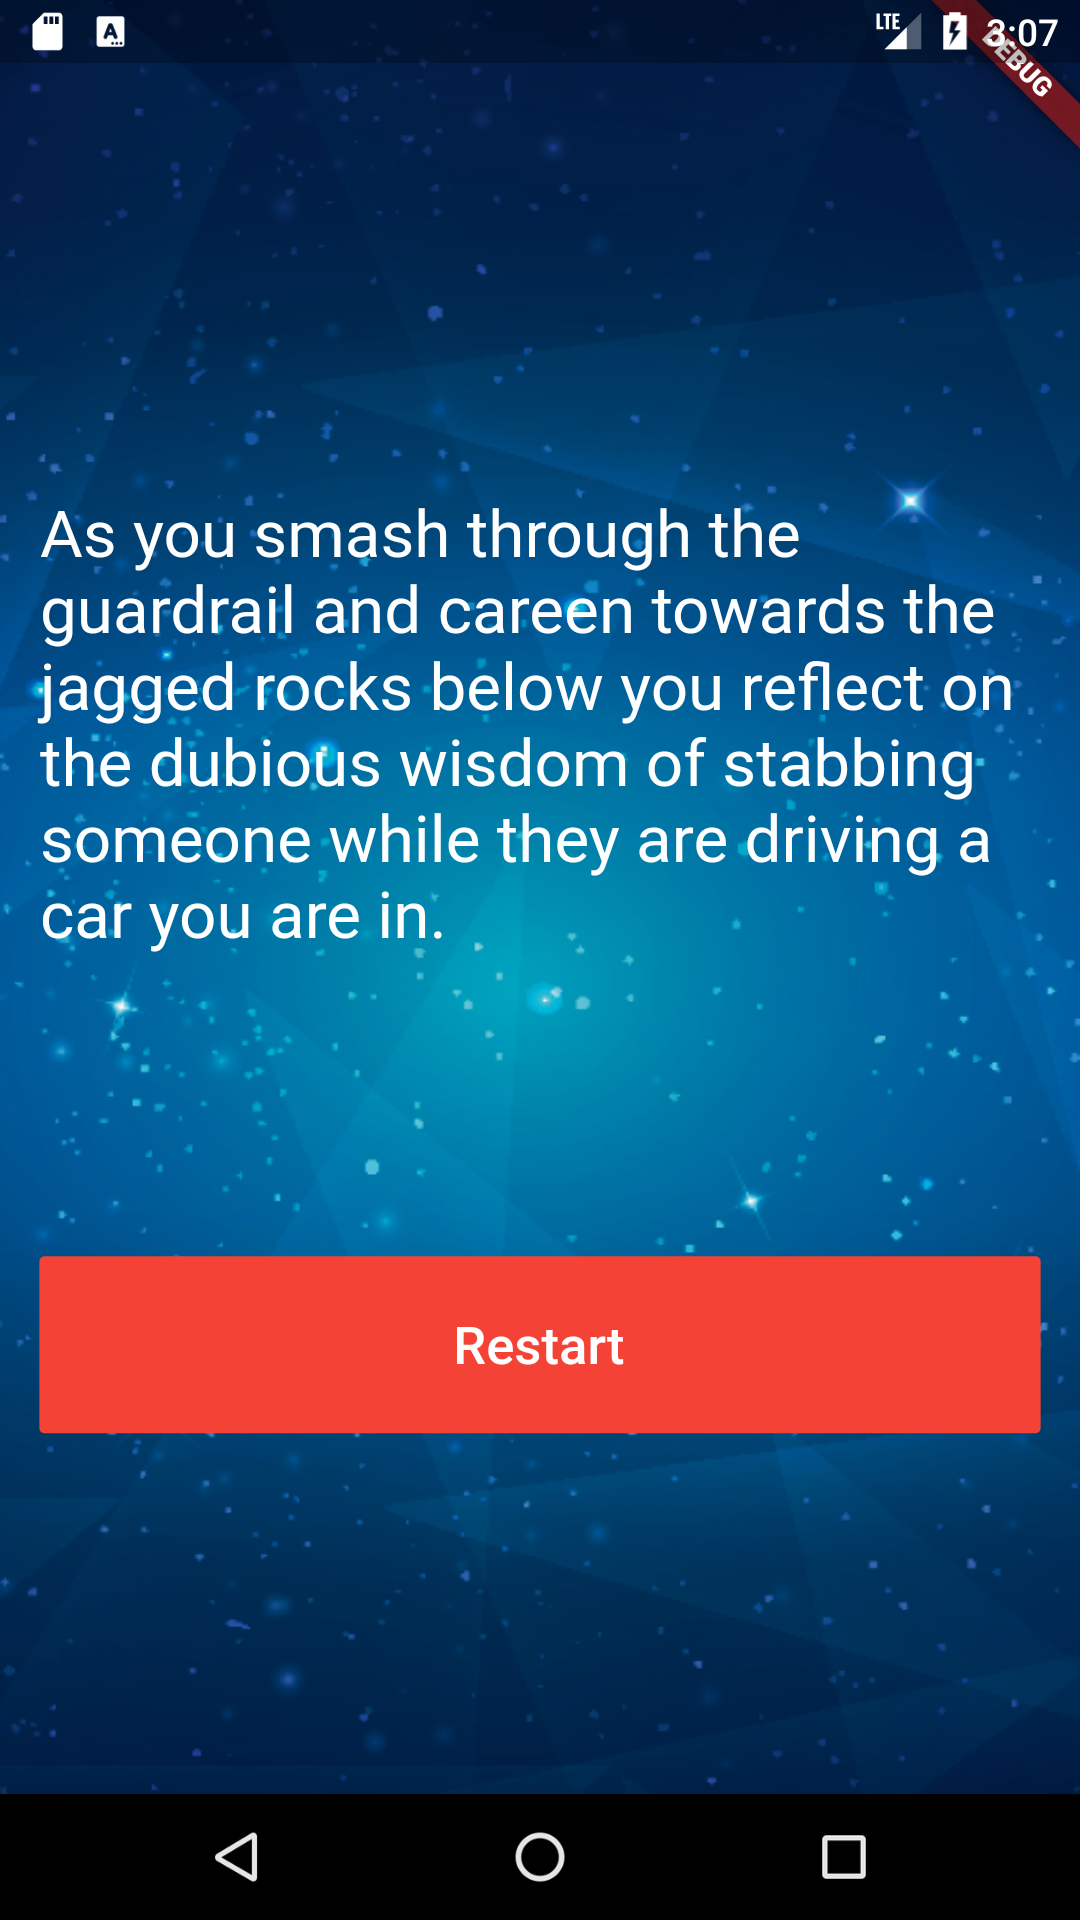 LTE
3:07
DEBUG
As you smash through the
guardrail and careen towards the
jagged rocks below you reflect on
the dubious wisdom of stabbing
someone while they are driving a
car you are in.
Restart